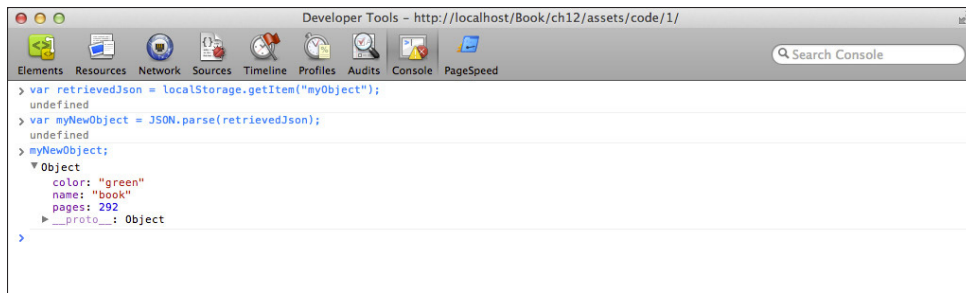 Developer Tools - http://localhost/Book/ch12/assets/code/1/
Elements Resources Network Sources Timeline Profiles Audits Console PageSpeed
Search Console
> var retrievedJson = localStorage.getItem("myObject");
undefined
> var myNewObject = JSON.parse(retrievedJson);
undefined
> myNewObject;
▼Object
color: "green"
name: "book"
pages: 292
▶__proto__: Object
>